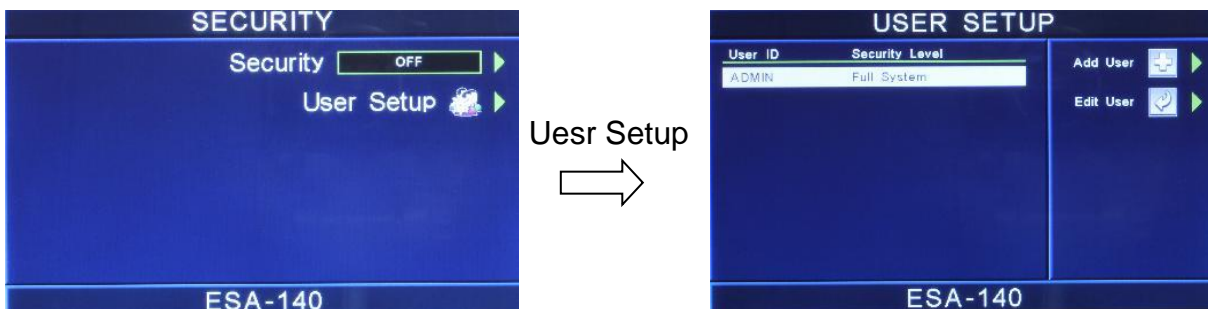 SECURITY
Security OFF
User Setup
ESA-140
Uesr Setup
USER SETUP
User ID Security Level
ADMIN Full System
Add User
Edit User
ESA-140